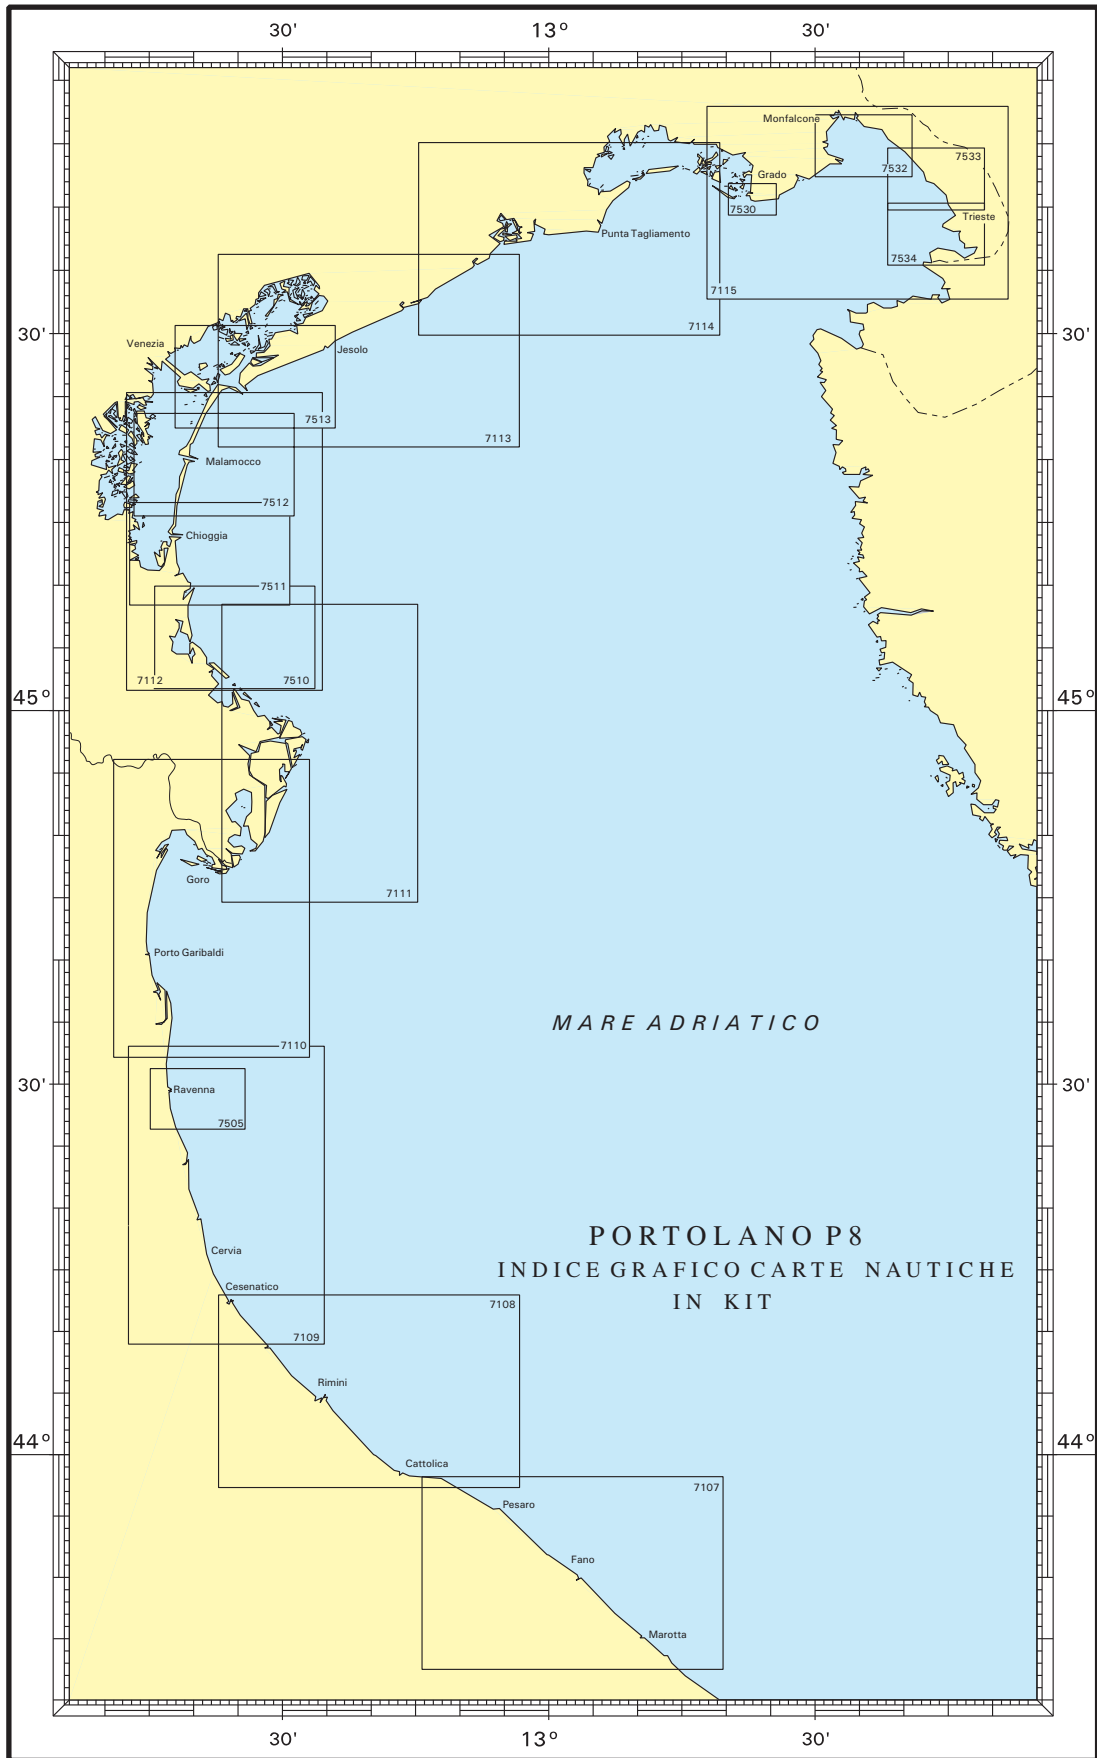 30' 13° 30'
Monfalcone
7532
7533
Grado
7530
Trieste
Punta Tagliamento
7534
7115
7114
30' 30'
Venezia
Jesolo
7513
7113
Malamocco
7512
Chioggia
7511
7112
7510
45° 45°
Goro
7111
Porto Garibaldi
MARE ADRIATICO
7110
30' 30'
Ravenna
7505
PORTOLANO P8
INDICE GRAFICO CARTE NAUTICHE
IN KIT
Cervia
Cesenatico
7108
7109
Rimini
44° 44°
Cattolica
7107
Pesaro
Fano
Marotta
30' 13° 30'